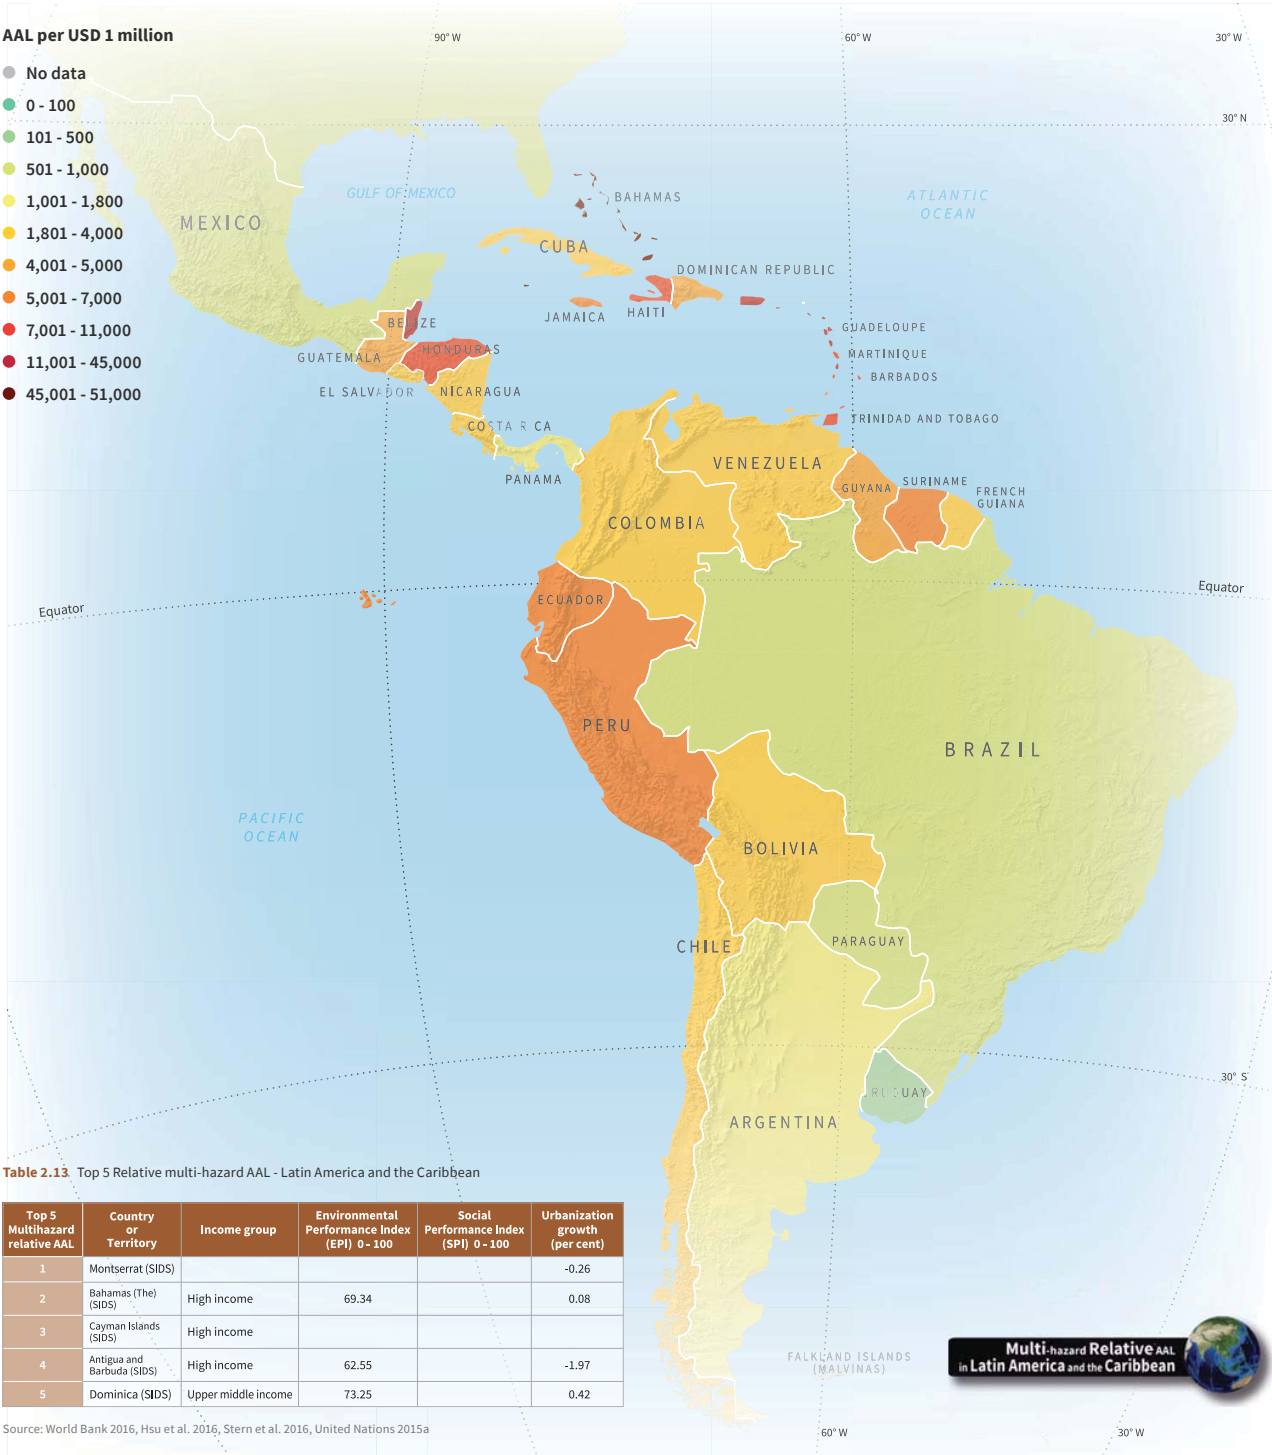 AAL per USD 1 million
No data
0 - 100
101 - 500
501 - 1,000
1,001 - 1,800
1,801 - 4,000
4,001 - 5,000
5,001 - 7,000
7,001 - 11,000
11,001 - 45,000
45,001 - 51,000
90° W
60° W
30° W
30° N
GULF OF MEXICO
ATLANTIC
OCEAN
MEXICO
BAHAMAS
CUBA
DOMINICAN REPUBLIC
JAMAICA
HAITI
BELIZE
GUADELOUPE
HONDURAS
MARTINIQUE
GUATEMALA
BARBADOS
EL SALVADOR
NICARAGUA
TRINIDAD AND TOBAGO
COSTA R CA
PANAMA
VENEZUELA
GUYANA
SURINAME
FRENCH
GUIANA
COLOMBIA
Equator
Equator
ECUADOR
PERU
BRAZIL
PACIFIC
OCEAN
BOLIVIA
CHILE
PARAGUAY
30° S
URUGUAY
ARGENTINA
FALKLAND ISLANDS
(MALVINAS)
60° W
30° W
Table 2.13 Top 5 Relative multi-hazard AAL - Latin America and the Caribbean
Top 5 Multihazard relative AAL | Country or Territory | Income group | Environmental Performance Index (EPI) 0 - 100 | Social Performance Index (SPI) 0 - 100 | Urbanization growth (per cent)
1 Montserrat (SIDS) -0.26
2 Bahamas (The) (SIDS) High income 69.34 0.08
3 Cayman Islands (SIDS) High income
4 Antigua and Barbuda (SIDS) High income 62.55 -1.97
5 Dominica (SIDS) Upper middle income 73.25 0.42
Source: World Bank 2016, Hsu et al. 2016, Stern et al. 2016, United Nations 2015a
Multi-hazard Relative AAL
in Latin America and the Caribbean